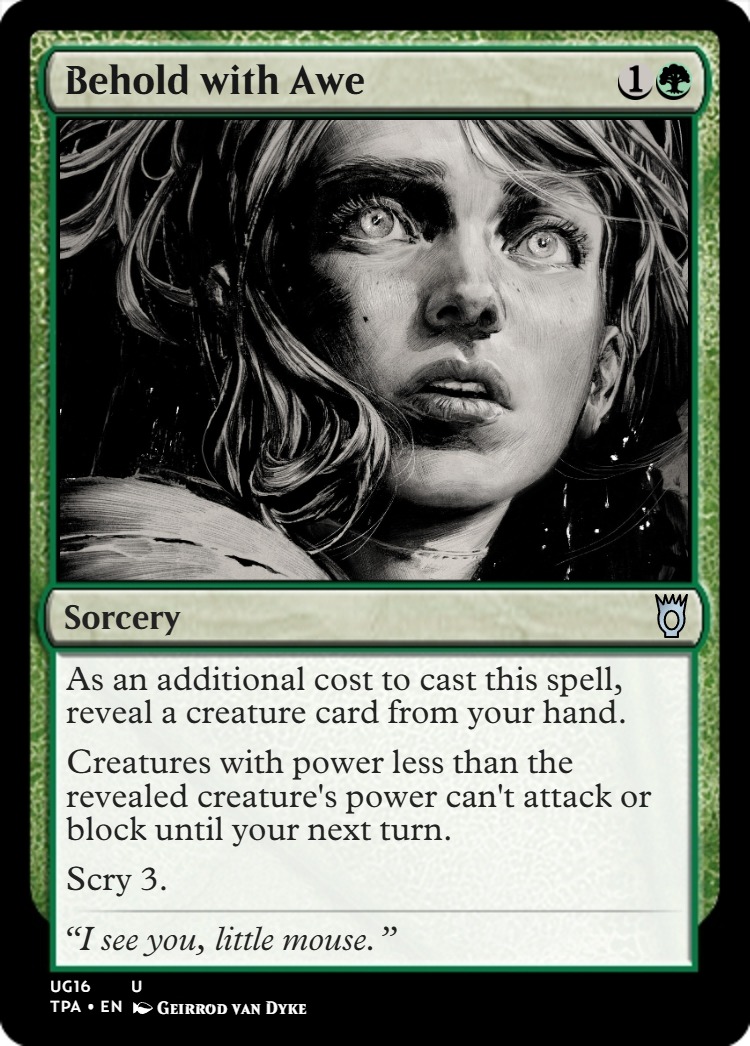 Behold with Awe 1
Sorcery
As an additional cost to cast this spell,
reveal a creature card from your hand.
Creatures with power less than the
revealed creature's power can't attack or
block until your next turn.
Scry 3.
“I see you, little mouse.”
UG16 U
TPA • EN Geirrod van Dyke